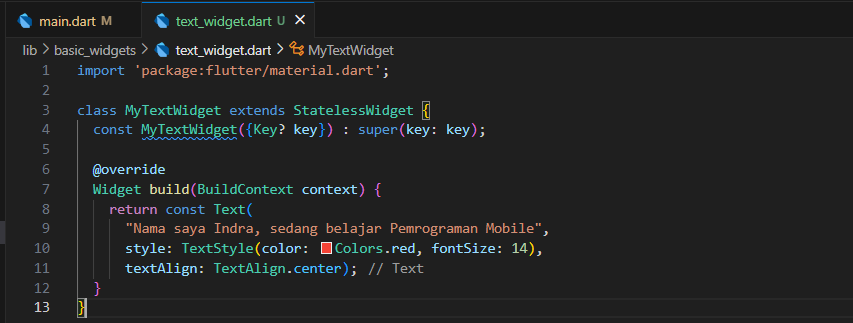 main.dart M text_widget.dart U ×
lib > basic_widgets > text_widget.dart > MyTextWidget
1 import 'package:flutter/material.dart';
2
3 class MyTextWidget extends StatelessWidget {
4 const MyTextWidget({Key? key}) : super(key: key);
5
6 @override
7 Widget build(BuildContext context) {
8 return const Text(
9 "Nama saya Indra, sedang belajar Pemrograman Mobile",
10 style: TextStyle(color: Colors.red, fontSize: 14),
11 textAlign: TextAlign.center); // Text
12 }
13 }